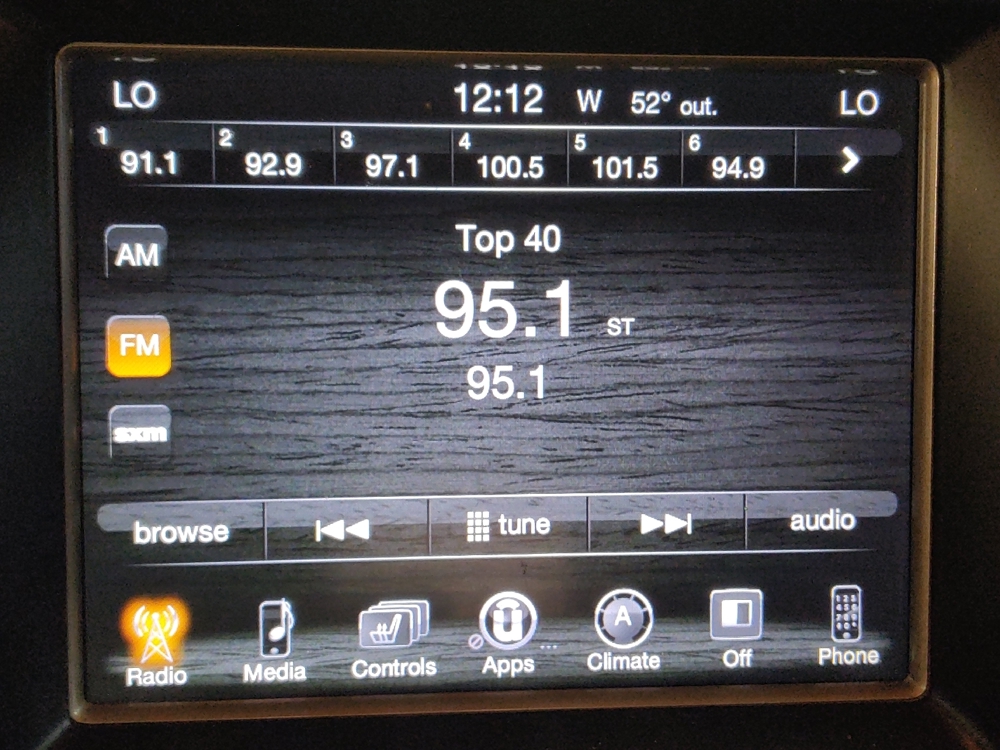 LO 12:12 W 52° out. LO
1 2 3 4 5 6
91.1 92.9 97.1 100.5 101.5 94.9
Top 40
AM
95.1 ST
FM
95.1
sxm
browse tune audio
Radio Media Controls Apps Climate Off Phone
A